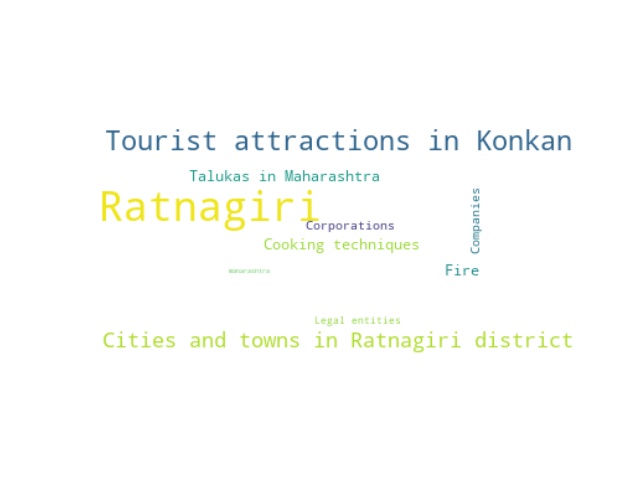 Tourist attractions in Konkan
Talukas in Maharashtra
Ratnagiri
Companies
Corporations
Cooking techniques
Fire
maharashtra
Legal entities
Cities and towns in Ratnagiri district